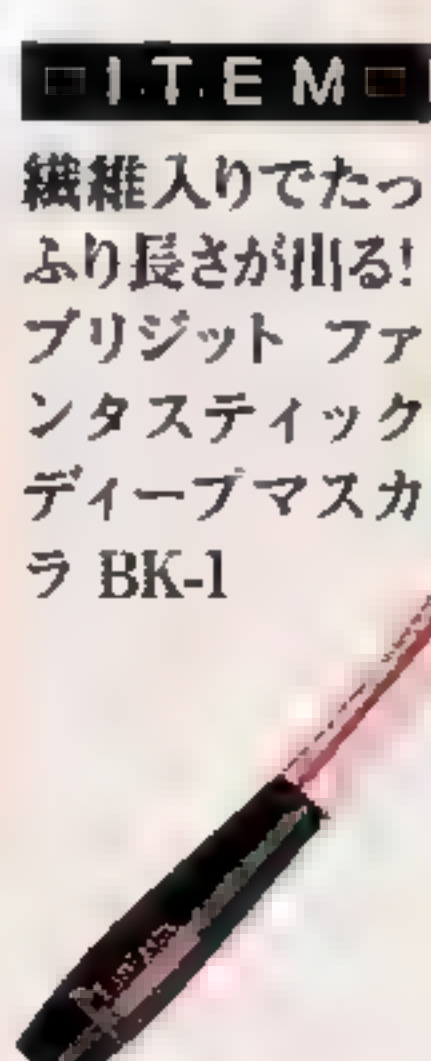 ITEM
繊維入りでたっ
ぷり長さが出る!
ブリジット ファ
ンタスティック
ディープマスカ
ラ BK-1